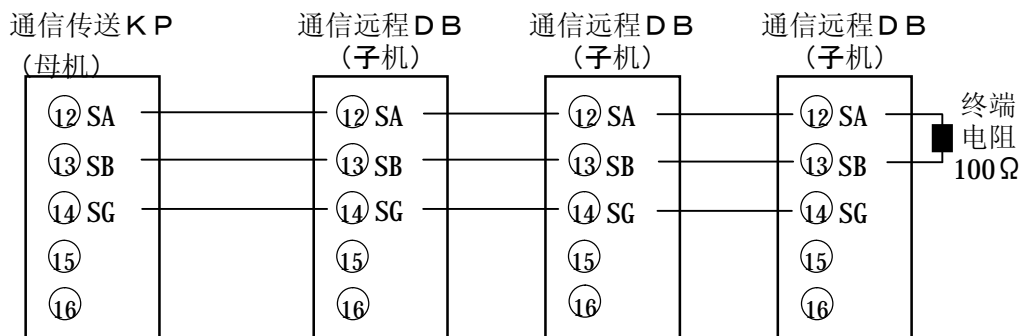 通信传送ＫＰ 通信远程ＤＢ 通信远程ＤＢ 通信远程ＤＢ
（母机） （子机） （子机） （子机）
⑫ SA ⑫ SA ⑫ SA ⑫ SA 终端
⑬ SB ⑬ SB ⑬ SB ⑬ SB 电阻
100Ω
⑭ SG ⑭ SG ⑭ SG ⑭ SG
⑮ ⑮ ⑮ ⑮
⑯ ⑯ ⑯ ⑯